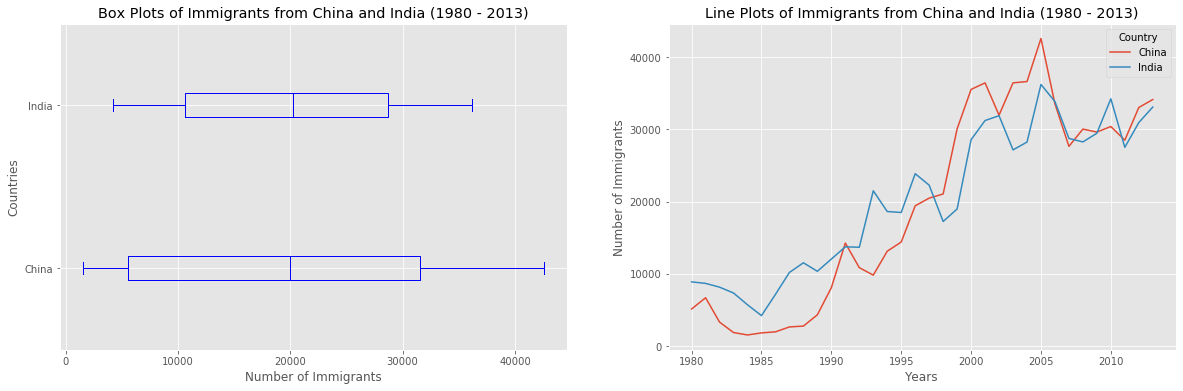 Box Plots of Immigrants from China and India (1980 - 2013)
Countries
India
China
0 10000 20000 30000 40000
Number of Immigrants
Line Plots of Immigrants from China and India (1980 - 2013)
Number of Immigrants
40000
30000
20000
10000
0
Country
China
India
1980 1985 1990 1995 2000 2005 2010
Years